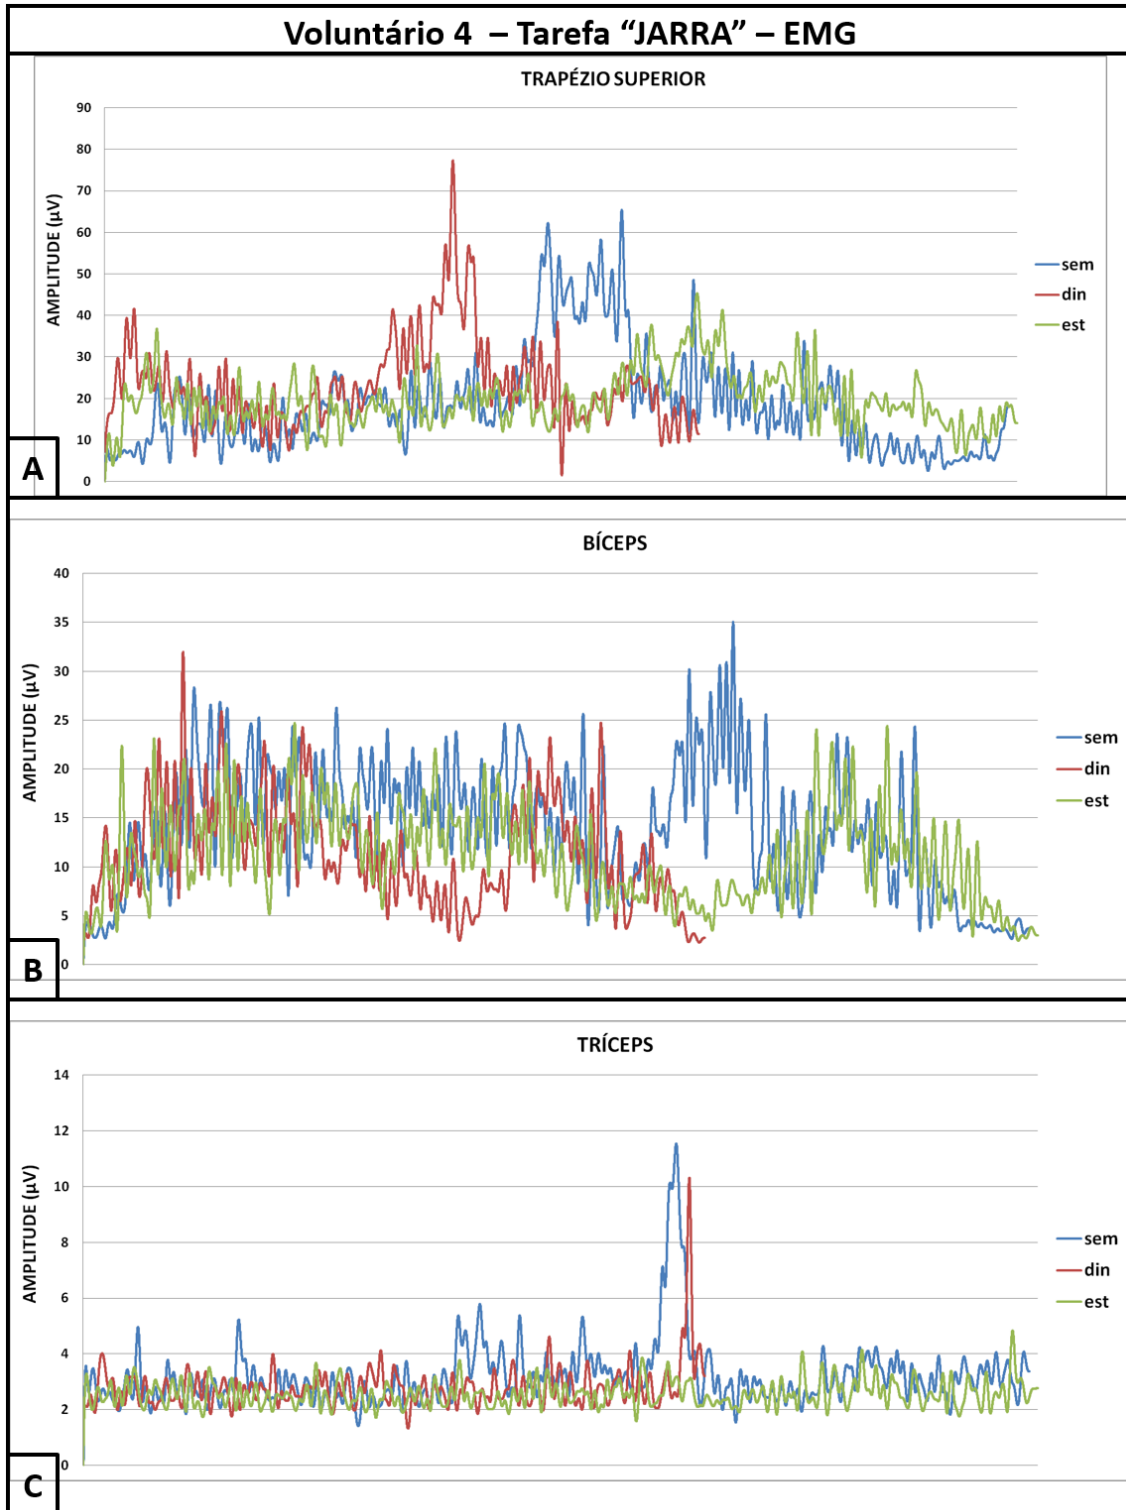 Voluntário 4 – Tarefa “JARRA” – EMG
TRAPÉZIO SUPERIOR
AMPLITUDE (µV)
90
80
70
60
50
40
30
20
10
0
sem
din
est
A
BÍCEPS
AMPLITUDE (µV)
40
35
30
25
20
15
10
5
0
sem
din
est
B
TRÍCEPS
AMPLITUDE (µV)
14
12
10
8
6
4
2
0
sem
din
est
C